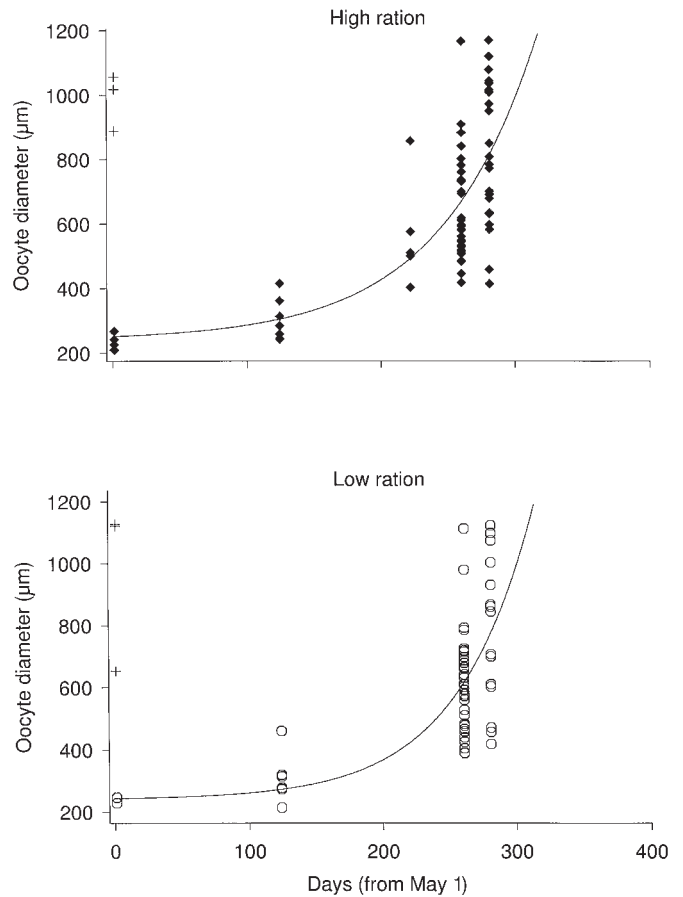 High ration
1200
1000
800
600
400
200
Oocyte diameter (µm)
Low ration
1200
1000
800
600
400
200
Oocyte diameter (µm)
0 100 200 300 400
Days (from May 1)